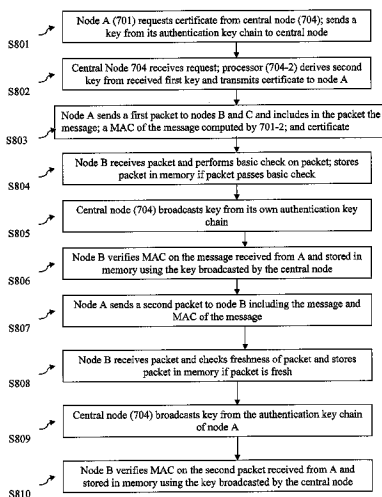 Node A (701) requests certificate from central node (704); sends a
key from its authentication key chain to central node
S801
Central Node 704 receives request; processor (704-2) derives second
key from received first key and transmits certificate to node A
S802
Node A sends a first packet to nodes B and C and includes in the packet the
message; a MAC of the message computed by 701-2; and certificate
S803
Node B receives packet and performs basic check on packet; stores
packet in memory if packet passes basic check
S804
Central node (704) broadcasts key from its own authentication key
chain
S805
Node B verifies MAC on the message received from A and stored in
memory using the key broadcasted by the central node
S806
Node A sends a second packet to node B including the message and
MAC of the message
S807
Node B receives packet and checks freshness of packet and stores
packet in memory if packet is fresh
S808
Central node (704) broadcasts key from the authentication key chain
of node A
S809
Node B verifies MAC on the second packet received from A and
stored in memory using the key broadcasted by the central node
S810